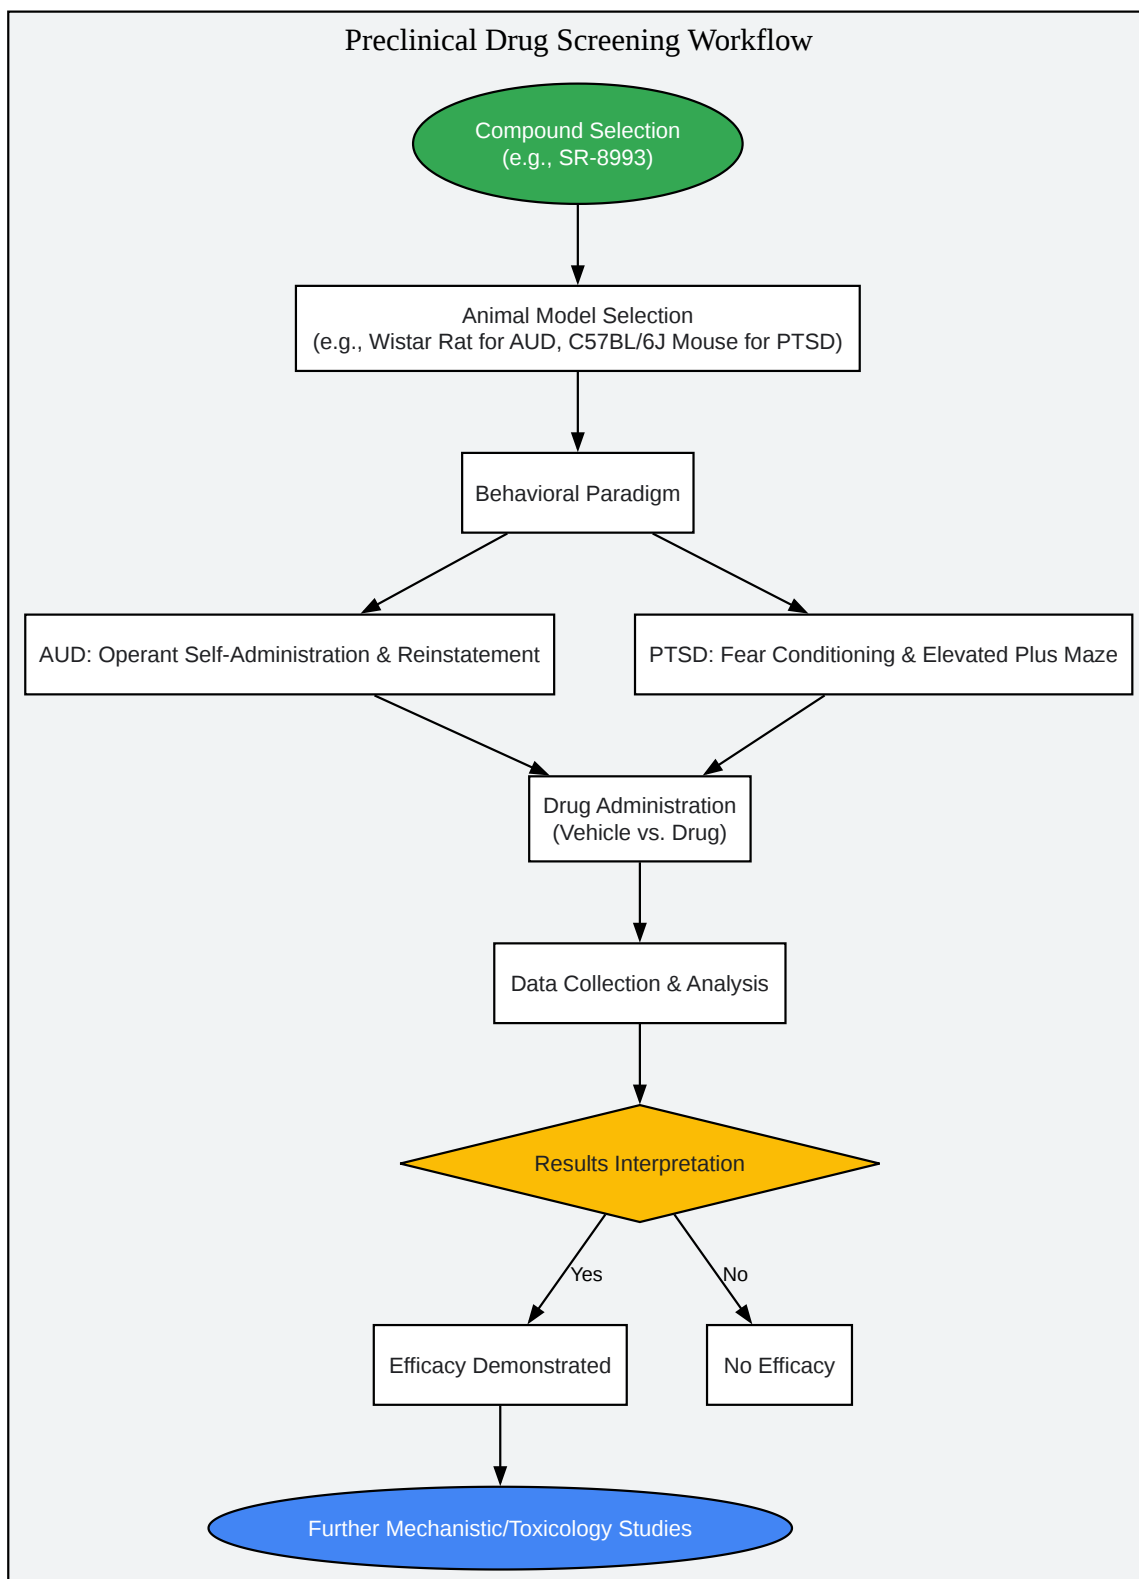 Preclinical Drug Screening Workflow
Compound Selection
(e.g., SR-8993)
Animal Model Selection
(e.g., Wistar Rat for AUD, C57BL/6J Mouse for PTSD)
Behavioral Paradigm
AUD: Operant Self-Administration & Reinstatement
PTSD: Fear Conditioning & Elevated Plus Maze
Drug Administration
(Vehicle vs. Drug)
Data Collection & Analysis
Results Interpretation
Yes
No
Efficacy Demonstrated
No Efficacy
Further Mechanistic/Toxicology Studies